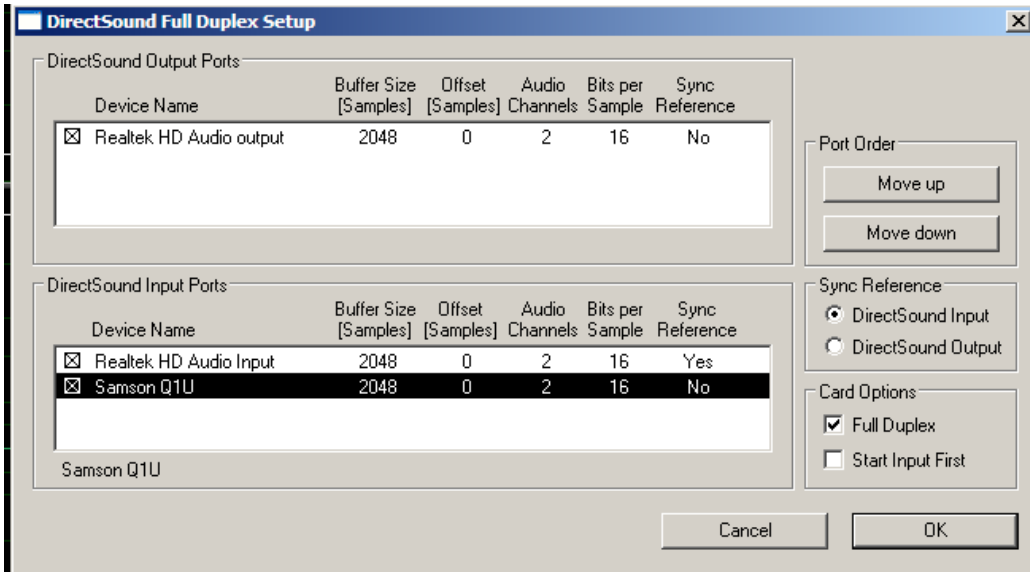 DirectSound Full Duplex Setup
DirectSound Output Ports
Buffer Size Offset Audio Bits per Sync
Device Name [Samples] [Samples] Channels Sample Reference
Realtek HD Audio output 2048 0 2 16 No
Port Order
Move up
Move down
DirectSound Input Ports
Buffer Size Offset Audio Bits per Sync
Device Name [Samples] [Samples] Channels Sample Reference
Realtek HD Audio Input 2048 0 2 16 Yes
Samson Q1U 2048 0 2 16 No
Samson Q1U
Sync Reference
DirectSound Input
DirectSound Output
Card Options
Full Duplex
Start Input First
Cancel OK